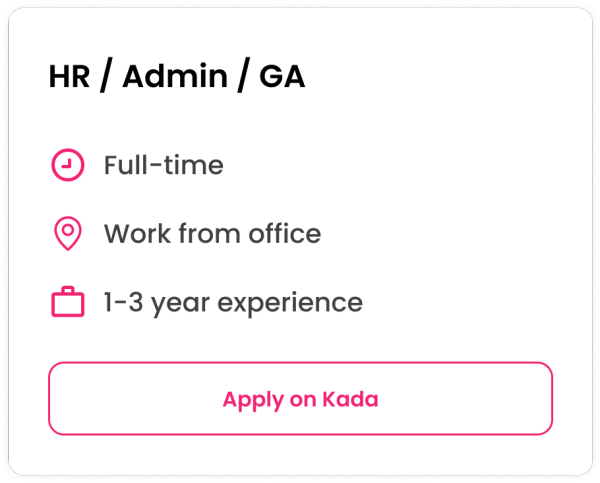 HR / Admin / GA
Full-time
Work from office
1-3 year experience
Apply on Kada